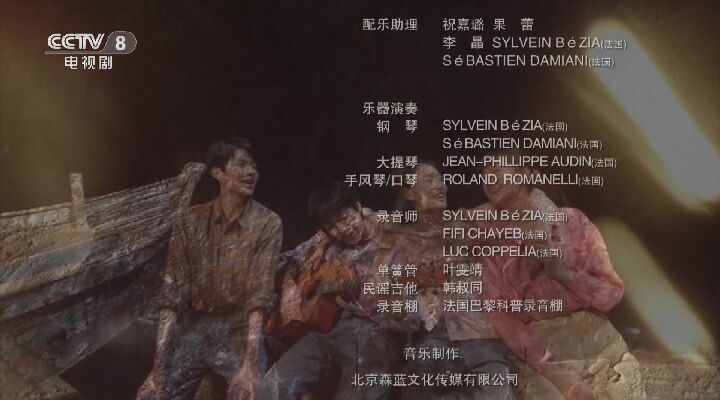 CCTV 8
电视剧
配乐助理 祝嘉璐 果 蕾
李 晶 SYLVEIN BéZIA(法国)
SéBASTIEN DAMIANI(法国)
乐器演奏
钢 琴 SYLVEIN BéZIA(法国)
SéBASTIEN DAMIANI(法国)
大提琴 JEAN-PHILLIPPE AUDIN(法国)
手风琴/口琴 ROLAND ROMANELLI(法国)
录音师 SYLVEIN BéZIA(法国)
FIFI CHAYEB(法国)
LUC COPPELIA(法国)
单簧管 叶雯靖
民谣吉他 韩叔同
录音棚 法国巴黎科普录音棚
音乐制作
北京森蓝文化传媒有限公司